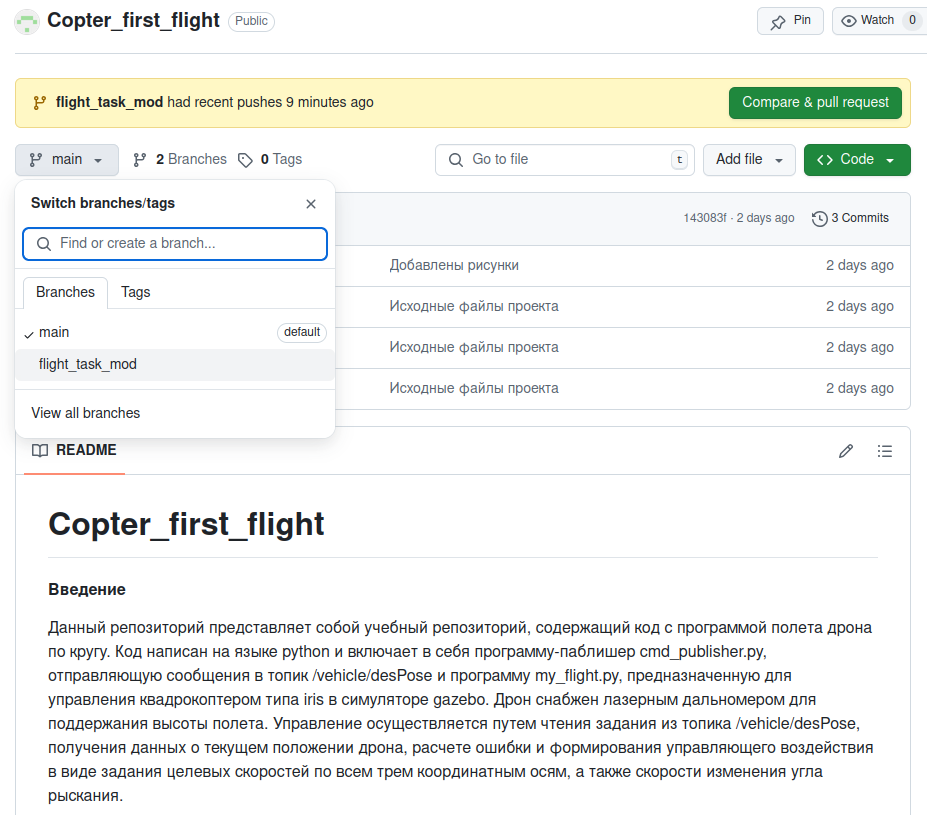 Copter_first_flight Public Pin Watch 0
flight_task_mod had recent pushes 9 minutes ago Compare & pull request
main 2 Branches 0 Tags Go to file t Add file Code
Switch branches/tags
143083f · 2 days ago 3 Commits
Find or create a branch...
Добавлены рисунки 2 days ago
Branches Tags
Исходные файлы проекта 2 days ago
main default
Исходные файлы проекта 2 days ago
flight_task_mod
Исходные файлы проекта 2 days ago
View all branches
README
Copter_first_flight
Введение
Данный репозиторий представляет собой учебный репозиторий, содержащий код с программой полета дрона
по кругу. Код написан на языке python и включает в себя программу-паблишер cmd_publisher.py,
отправляющую сообщения в топик /vehicle/desPose и программу my_flight.py, предназначенную для
управления квадрокоптером типа iris в симуляторе gazebo. Дрон снабжен лазерным дальномером для
поддержания высоты полета. Управление осуществляется путем чтения задания из топика /vehicle/desPose,
получения данных о текущем положении дрона, расчете ошибки и формирования управляющего воздействия
в виде задания целевых скоростей по всем трем координатным осям, а также скорости изменения угла
рыскания.